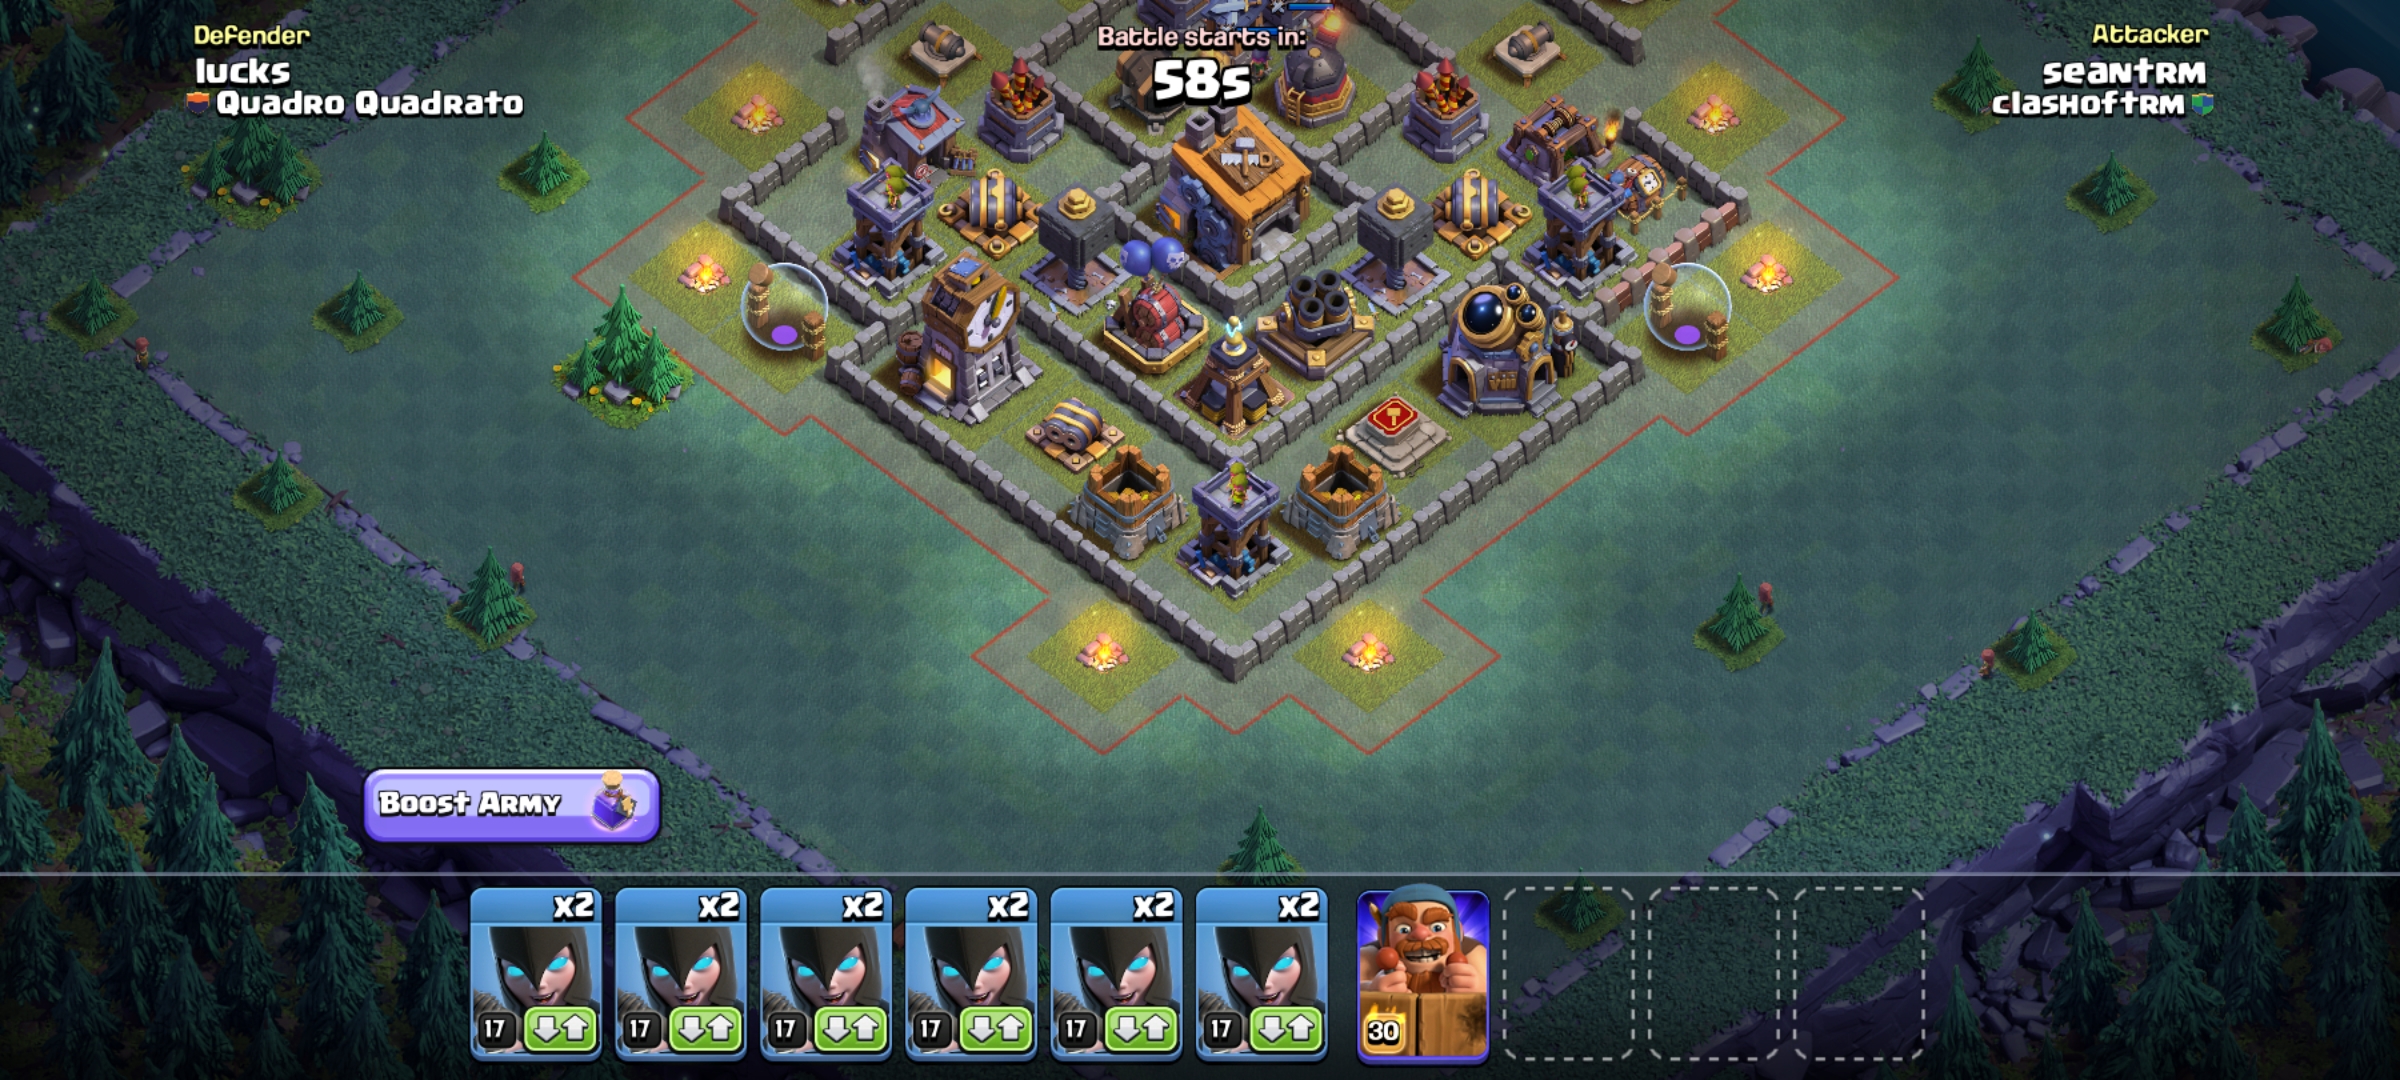 Defender
lucks
Quadro Quadrato
Battle starts in:
58s
Attacker
seantRM
clashoftRM
Boost Army
x2
x2
x2
x2
x2
x2
17
17
17
17
17
17
30